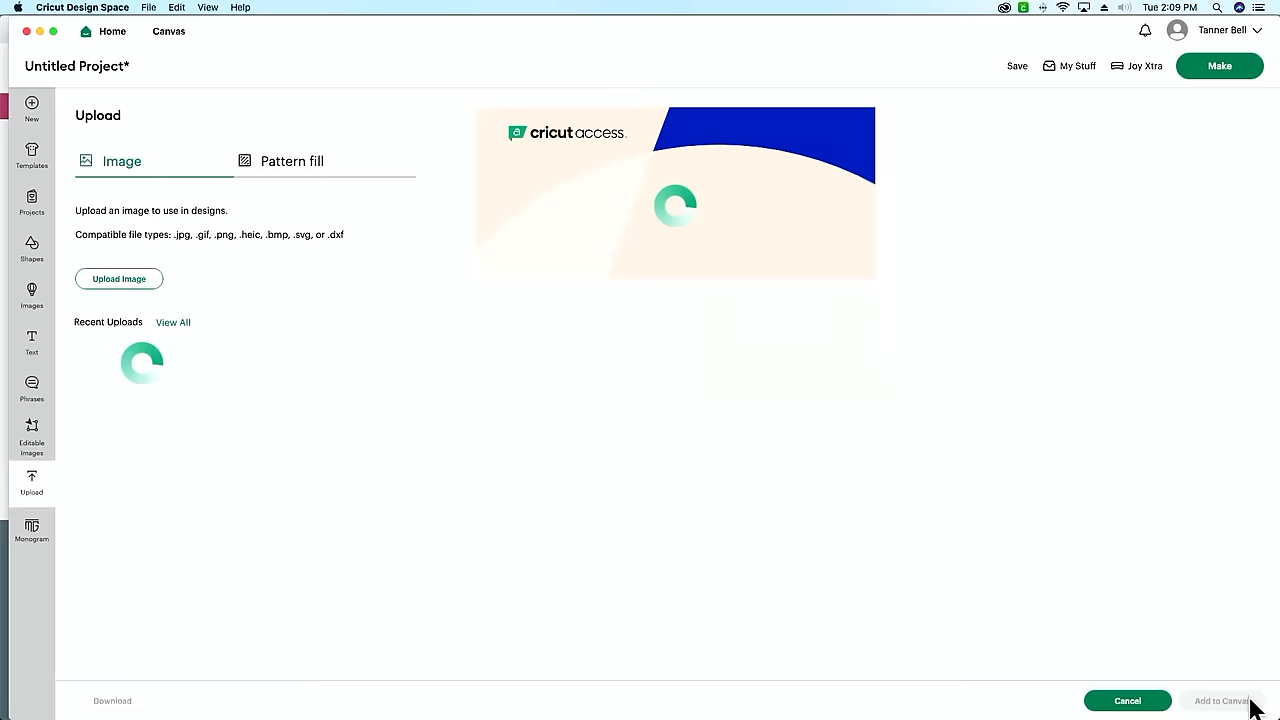 Cricut Design Space File Edit View Help Tue 2:09 PM
Home Canvas Tanner Bell
Untitled Project* Save My Stuff Joy Xtra Make
New
Templates
Projects
Shapes
Images
Text
Phrases
Editable
Images
Upload
Monogram
Upload
Image Pattern fill
Upload an image to use in designs.
Compatible file types: .jpg, .gif, .png, .heic, .bmp, .svg, or .dxf
Upload Image
Recent Uploads View All
cricut access.
Download Cancel Add to Canvas